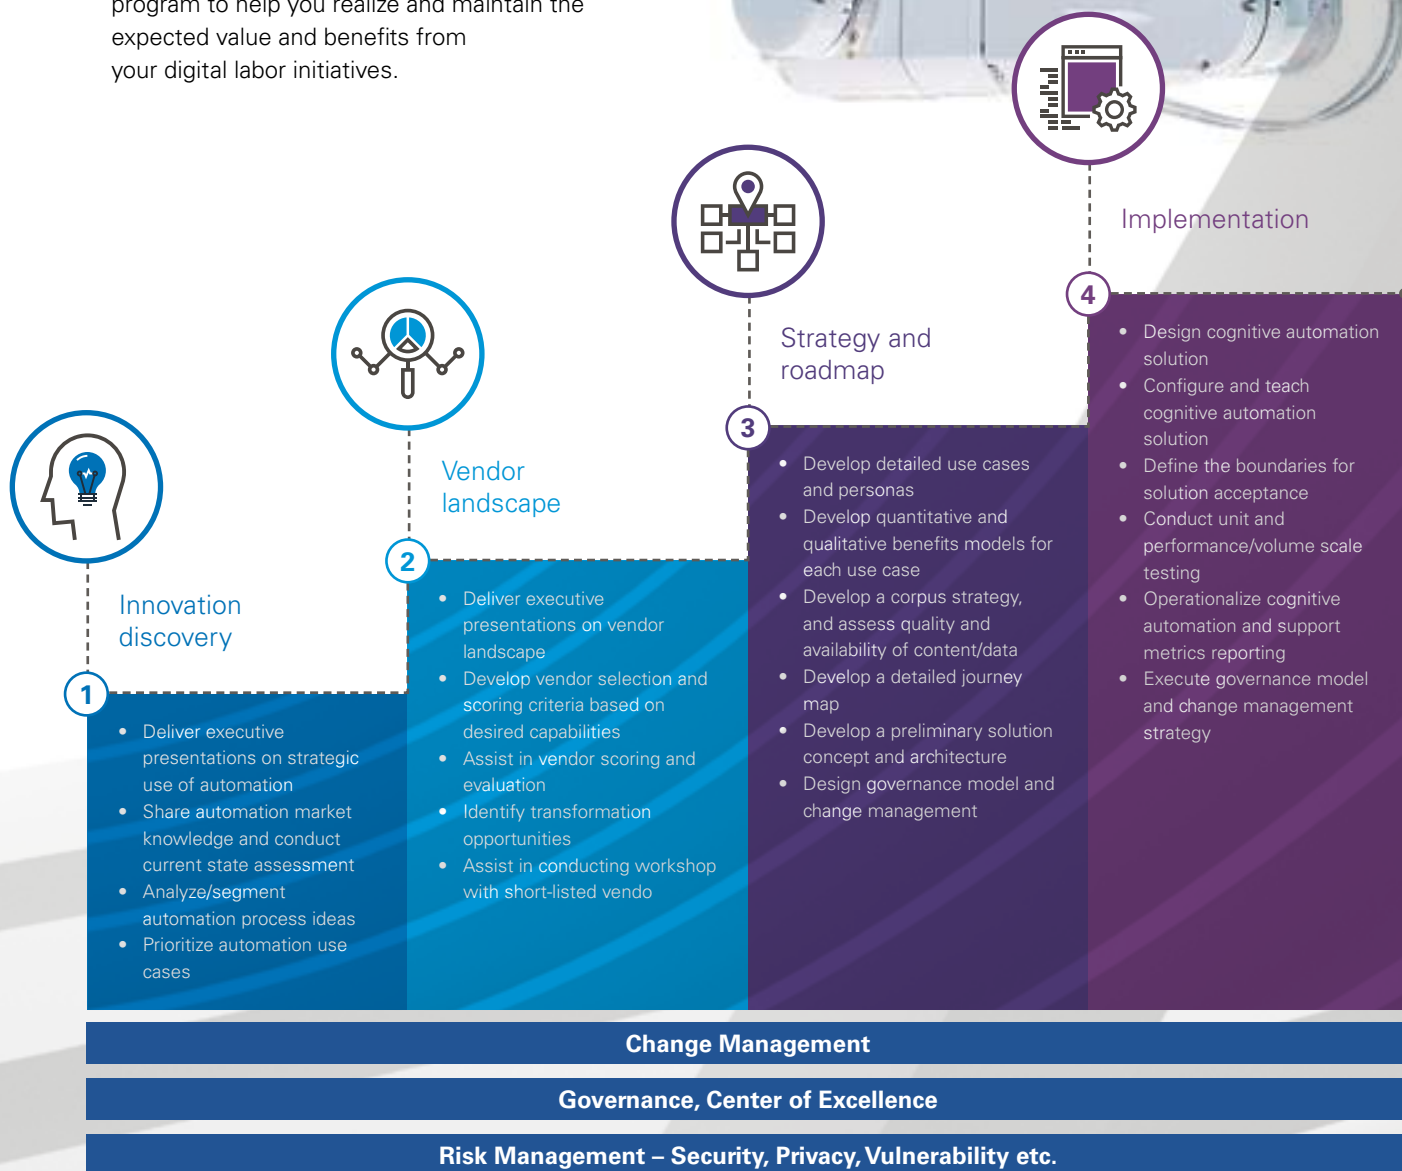 program to help you realize and maintain the
expected value and benefits from
your digital labor initiatives.
Innovation
discovery
1
• Deliver executive
presentations on strategic
use of automation
• Share automation market
knowledge and conduct
current state assessment
• Analyze/segment
automation process ideas
• Prioritize automation use
cases
Vendor
landscape
2
• Deliver executive
presentations on vendor
landscape
• Develop vendor selection and
scoring criteria based on
desired capabilities
• Assist in vendor scoring and
evaluation
• Identify transformation
opportunities
• Assist in conducting workshop
with short-listed vendo
Strategy and
roadmap
3
• Develop detailed use cases
and personas
• Develop quantitative and
qualitative benefits models for
each use case
• Develop a corpus strategy,
and assess quality and
availability of content/data
• Develop a detailed journey
map
• Develop a preliminary solution
concept and architecture
• Design governance model and
change management
Implementation
4
• Design cognitive automation
solution
• Configure and teach
cognitive automation
solution
• Define the boundaries for
solution acceptance
• Conduct unit and
performance/volume scale
testing
• Operationalize cognitive
automation and support
metrics reporting
• Execute governance model
and change management
strategy
Change Management
Governance, Center of Excellence
Risk Management – Security, Privacy, Vulnerability etc.